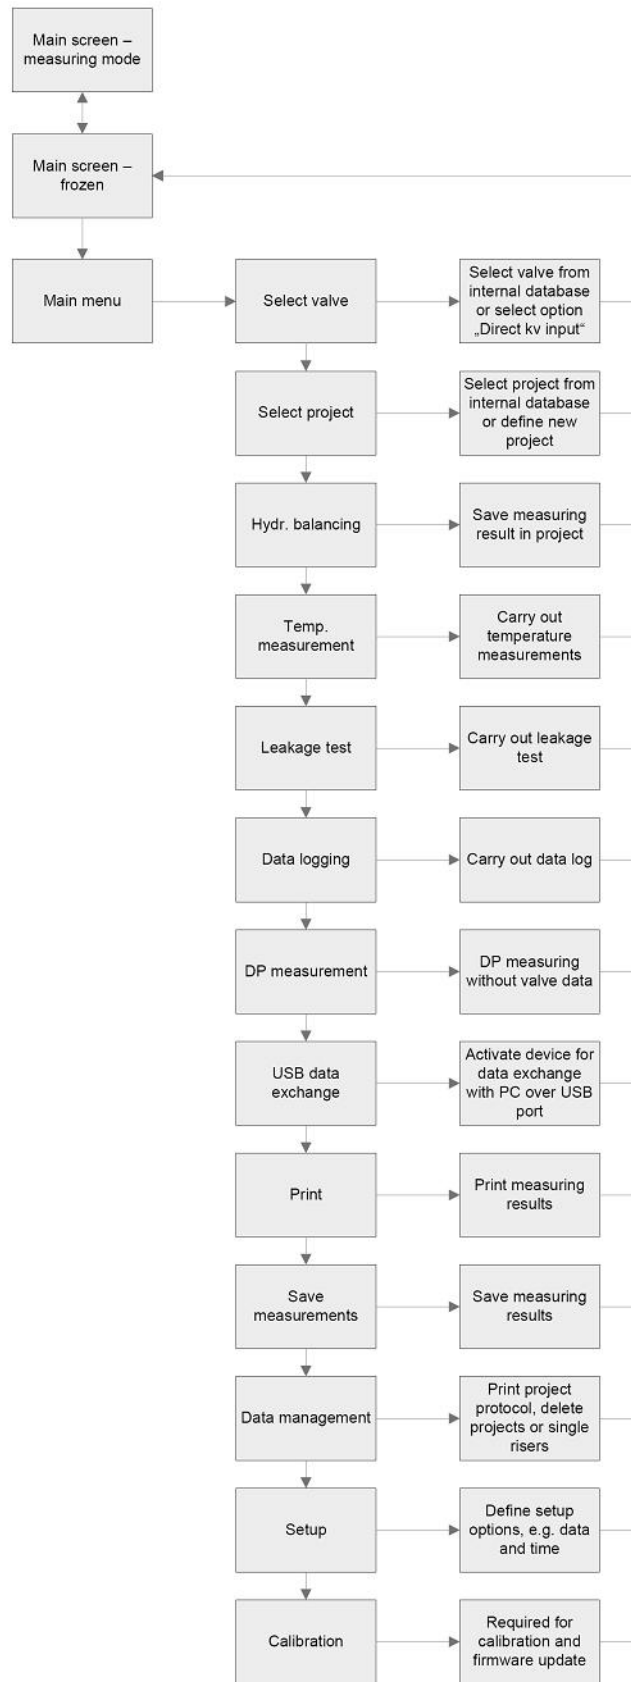 Main screen –
measuring mode
Main screen –
frozen
Main menu
Select valve
Select valve from
internal database
or select option
„Direct kv input“
Select project
Select project from
internal database
or define new
project
Hydr. balancing
Save measuring
result in project
Temp.
measurement
Carry out
temperature
measurements
Leakage test
Carry out leakage
test
Data logging
Carry out data log
DP measurement
DP measuring
without valve data
USB data
exchange
Activate device for
data exchange
with PC over USB
port
Print
Print measuring
results
Save
measurements
Save measuring
results
Data management
Print project
protocol, delete
projects or single
risers
Setup
Define setup
options, e.g. data
and time
Calibration
Required for
calibration and
firmware update